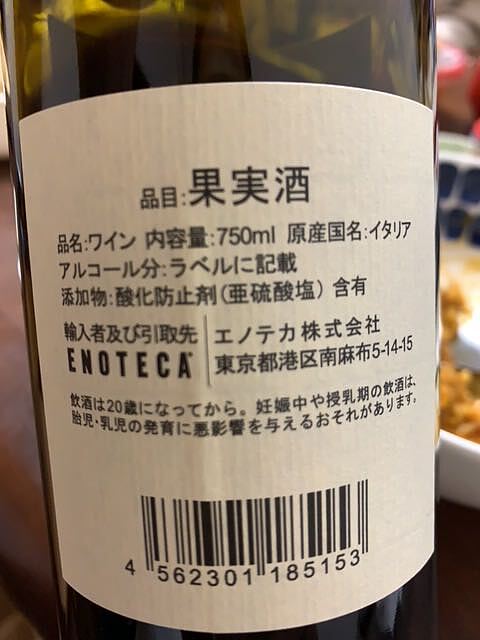 品目:果実酒
品名:ワイン 内容量:750ml 原産国名:イタリア
アルコール分:ラベルに記載
添加物:酸化防止剤(亜硫酸塩) 含有
輸入者及び引取先
ENOTECA
エノテカ株式会社
東京都港区南麻布5-14-15
飲酒は20歳になってから。妊娠中や授乳期の飲酒は、
胎児・乳児の発育に悪影響を与えるおそれがあります。
4 562301 185153